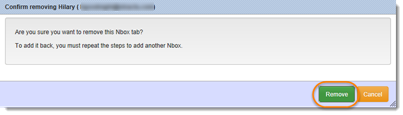 Confirm removing Hilary (
Are you sure you want to remove this Nbox tab?
To add it back, you must repeat the steps to add another Nbox.
Remove Cancel